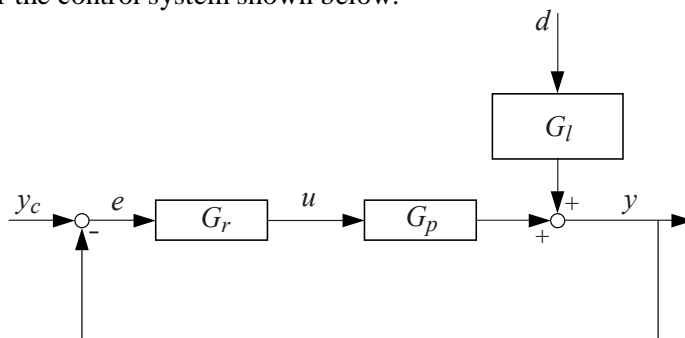 the control system shown below.
d
G_l
y_c
e
G_r
u
G_p
+
+
y
-